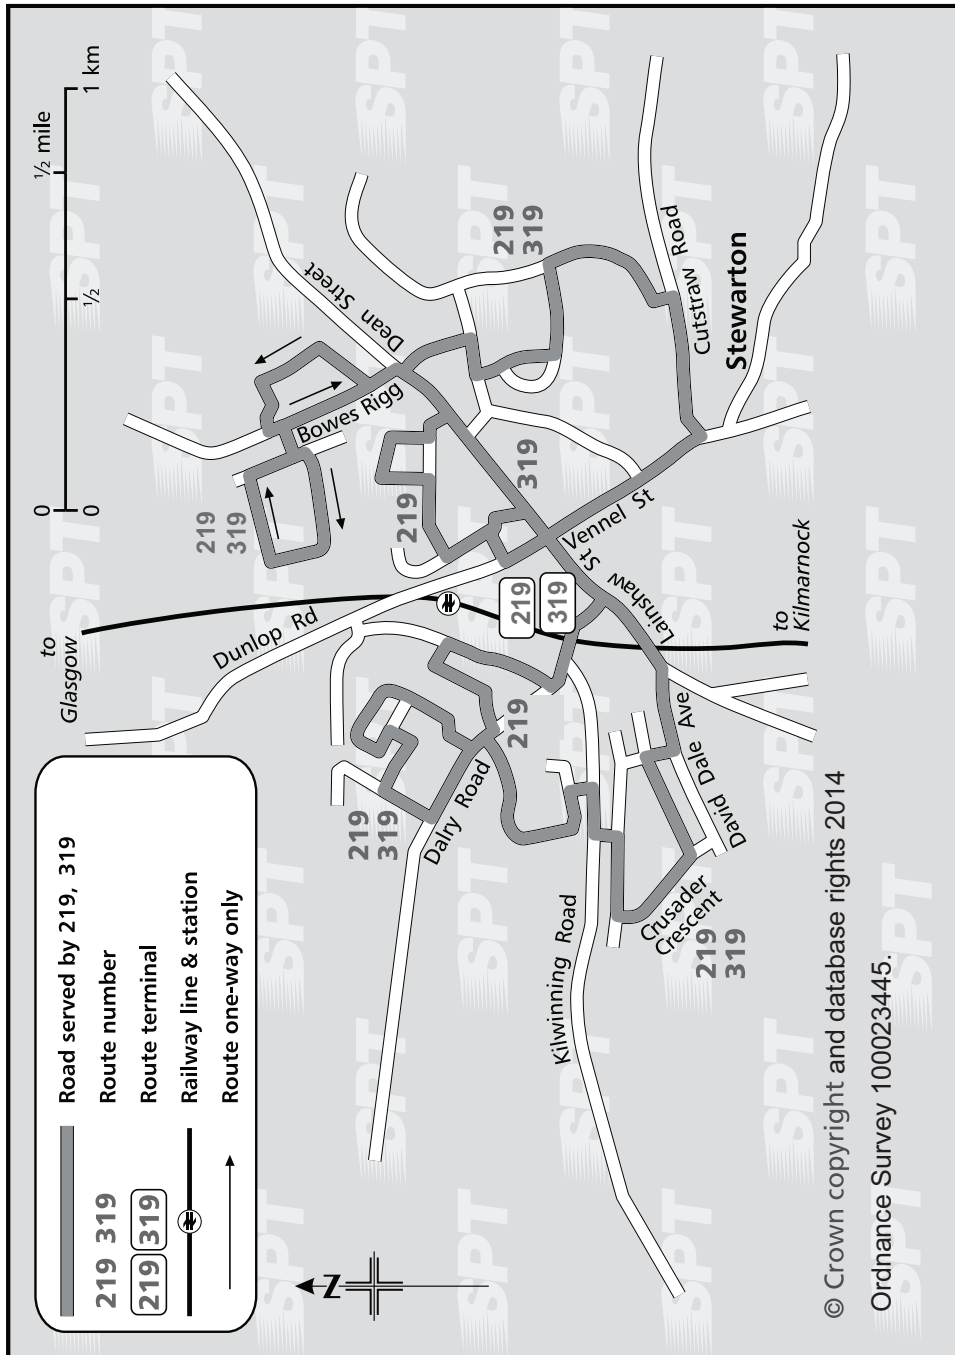 Road served by 219, 319
219 319 Route number
219 319 Route terminal
Railway line & station
Route one-way only
N
0 ½ mile
0 ½ 1 km
to
Glasgow
to
Kilmarnock
Dunlop Rd
Dean Street
Bowes Rigg
Cutstraw Road
Stewarton
Vennel St
Lainshaw St
David Dale Ave
Dalry Road
Kilwinning Road
Crusader
Crescent
219
319
219
319
219
319
219
319
219
319
219
319
219
© Crown copyright and database rights 2014
Ordnance Survey 100023445.
SPT